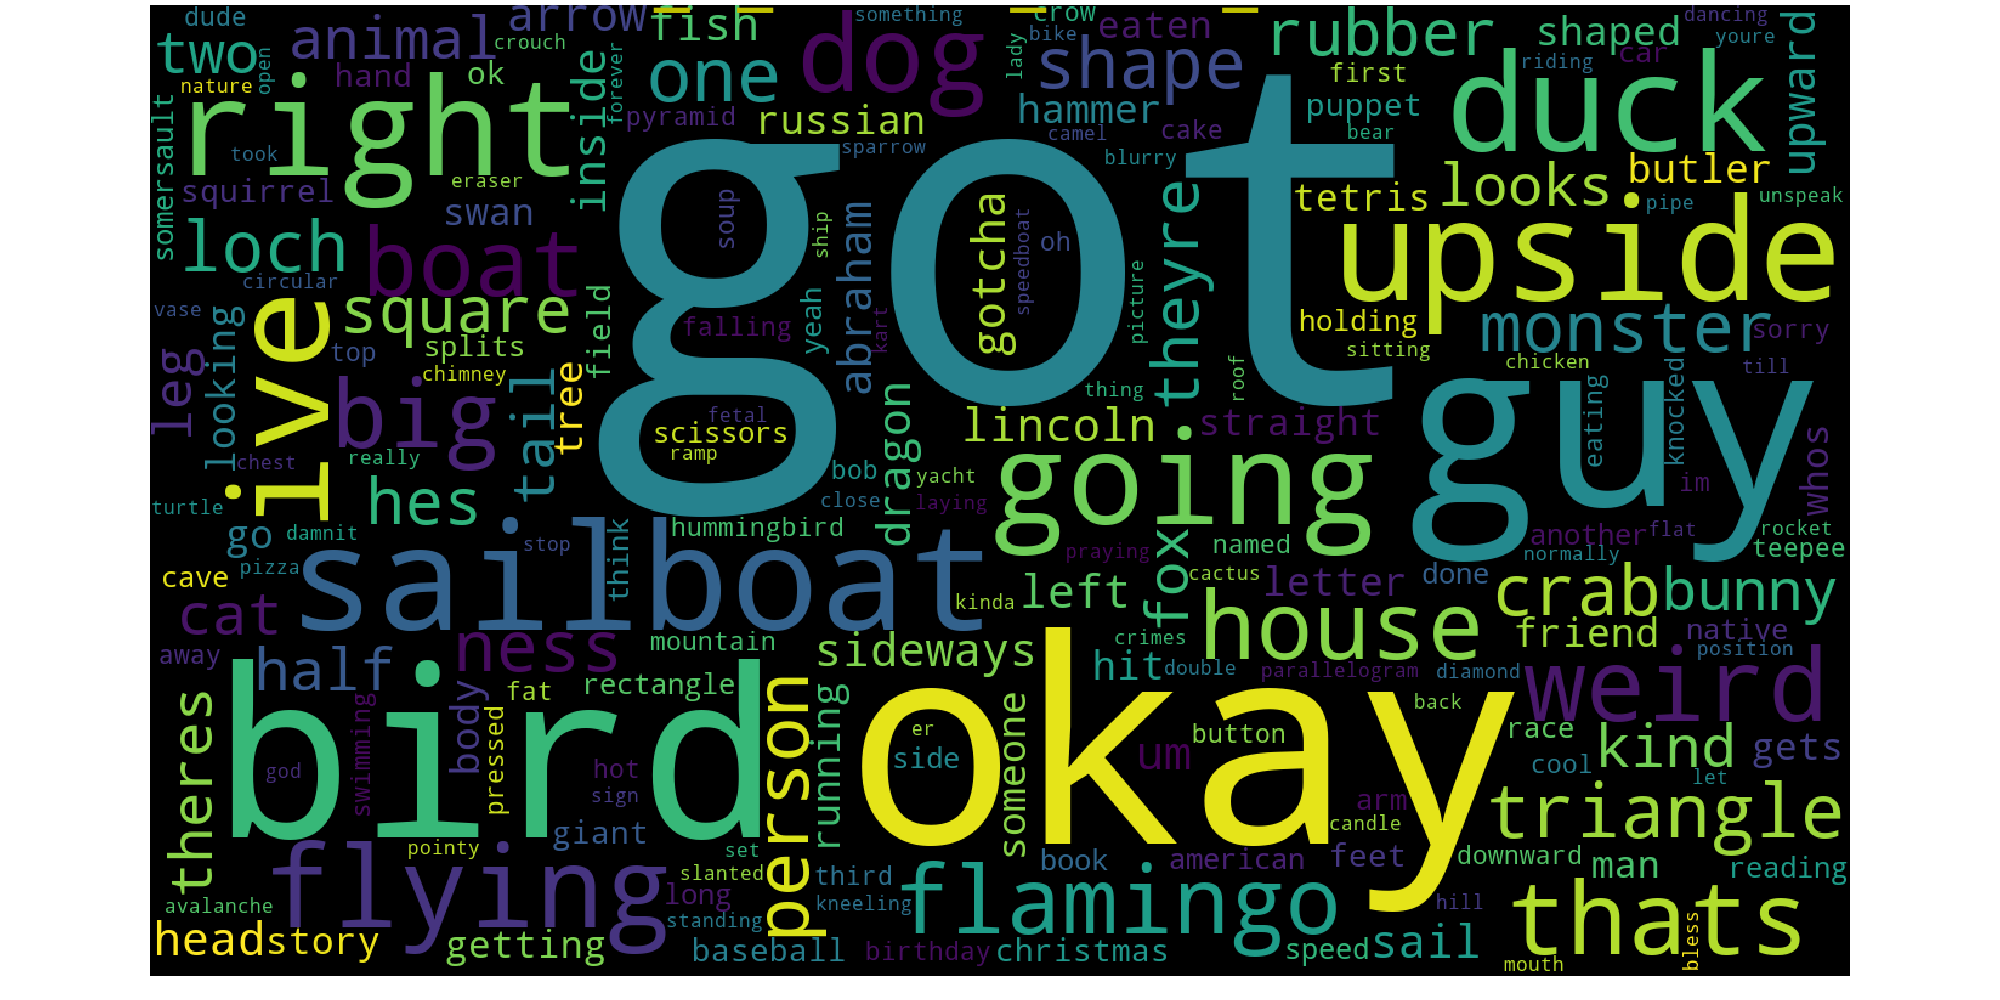 dude
arrow
fish
something
crow
bike
eaten
rubber
shaped
dancing
youre
two
animal
crouch
open
nature
hand
ok
right
inside
forever
one
dog
lady
shape
first
riding
car
upward
duck
somersault
pyramid
russian
hammer
puppet
camel
cake
bear
took
sparrow
blurry
squirrel
eraser
swan
soup
got
gotcha
theyre
tetris
looks
butler
pipe
unspeak
loch
boat
ship
abraham
speedboat
oh
upside
circular
vase
ive
square
field
yeah
kart
picture
holding
monster
sorry
looking
top
splits
falling
sitting
chicken
till
leg
chimney
big
tail
tree
fetal
thing
roof
guy
scissors
ramp
dragon
lincoln
straight
eating
knocked
whos
chest
really
bob
yacht
going
im
turtle
hes
close
laying
go
damnit
sailboat
stop
think
hummingbird
fox
named
another
flat
rocket
normally
teepee
pizza
cave
praying
cactus
letter
done
cat
kinda
left
house
crab
bunny
away
ness
mountain
sideways
crimes
friend
native
position
half
fat
rectangle
hit
double
parallelogram
diamond
weird
theres
swimming
body
pressed
bird
person
running
okay
er
side
someone
um
button
back
race
kind
gets
god
hot
sign
cool
let
arm
candle
triangle
giant
pointy
set
flying
slanted
long
third
book
american
feet
downward
man
reading
avalanche
standing
kneeling
flamingo
hill
thats
head
story
getting
baseball
birthday
christmas
speed
sail
mouth
bless